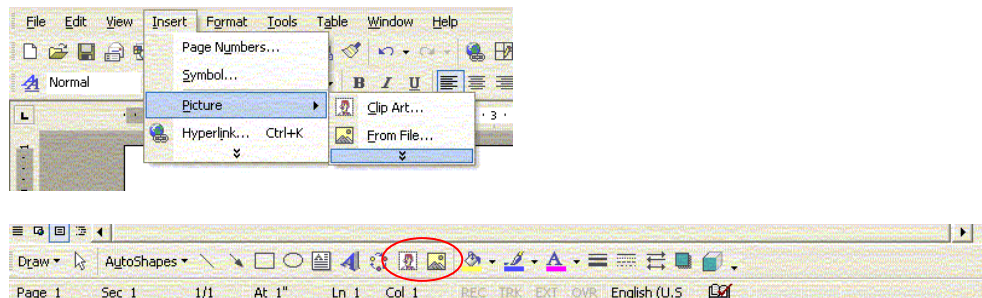 File Edit View Insert Format Tools Table Window Help
Page Numbers...
Symbol...
Normal B I U
Picture Clip Art...
· 3 ·
Hyperlink... Ctrl+K From File...
Draw AutoShapes A
Page 1 Sec 1 1/1 At 1" Ln 1 Col 1 REC TRK EXT OVR English (U.S